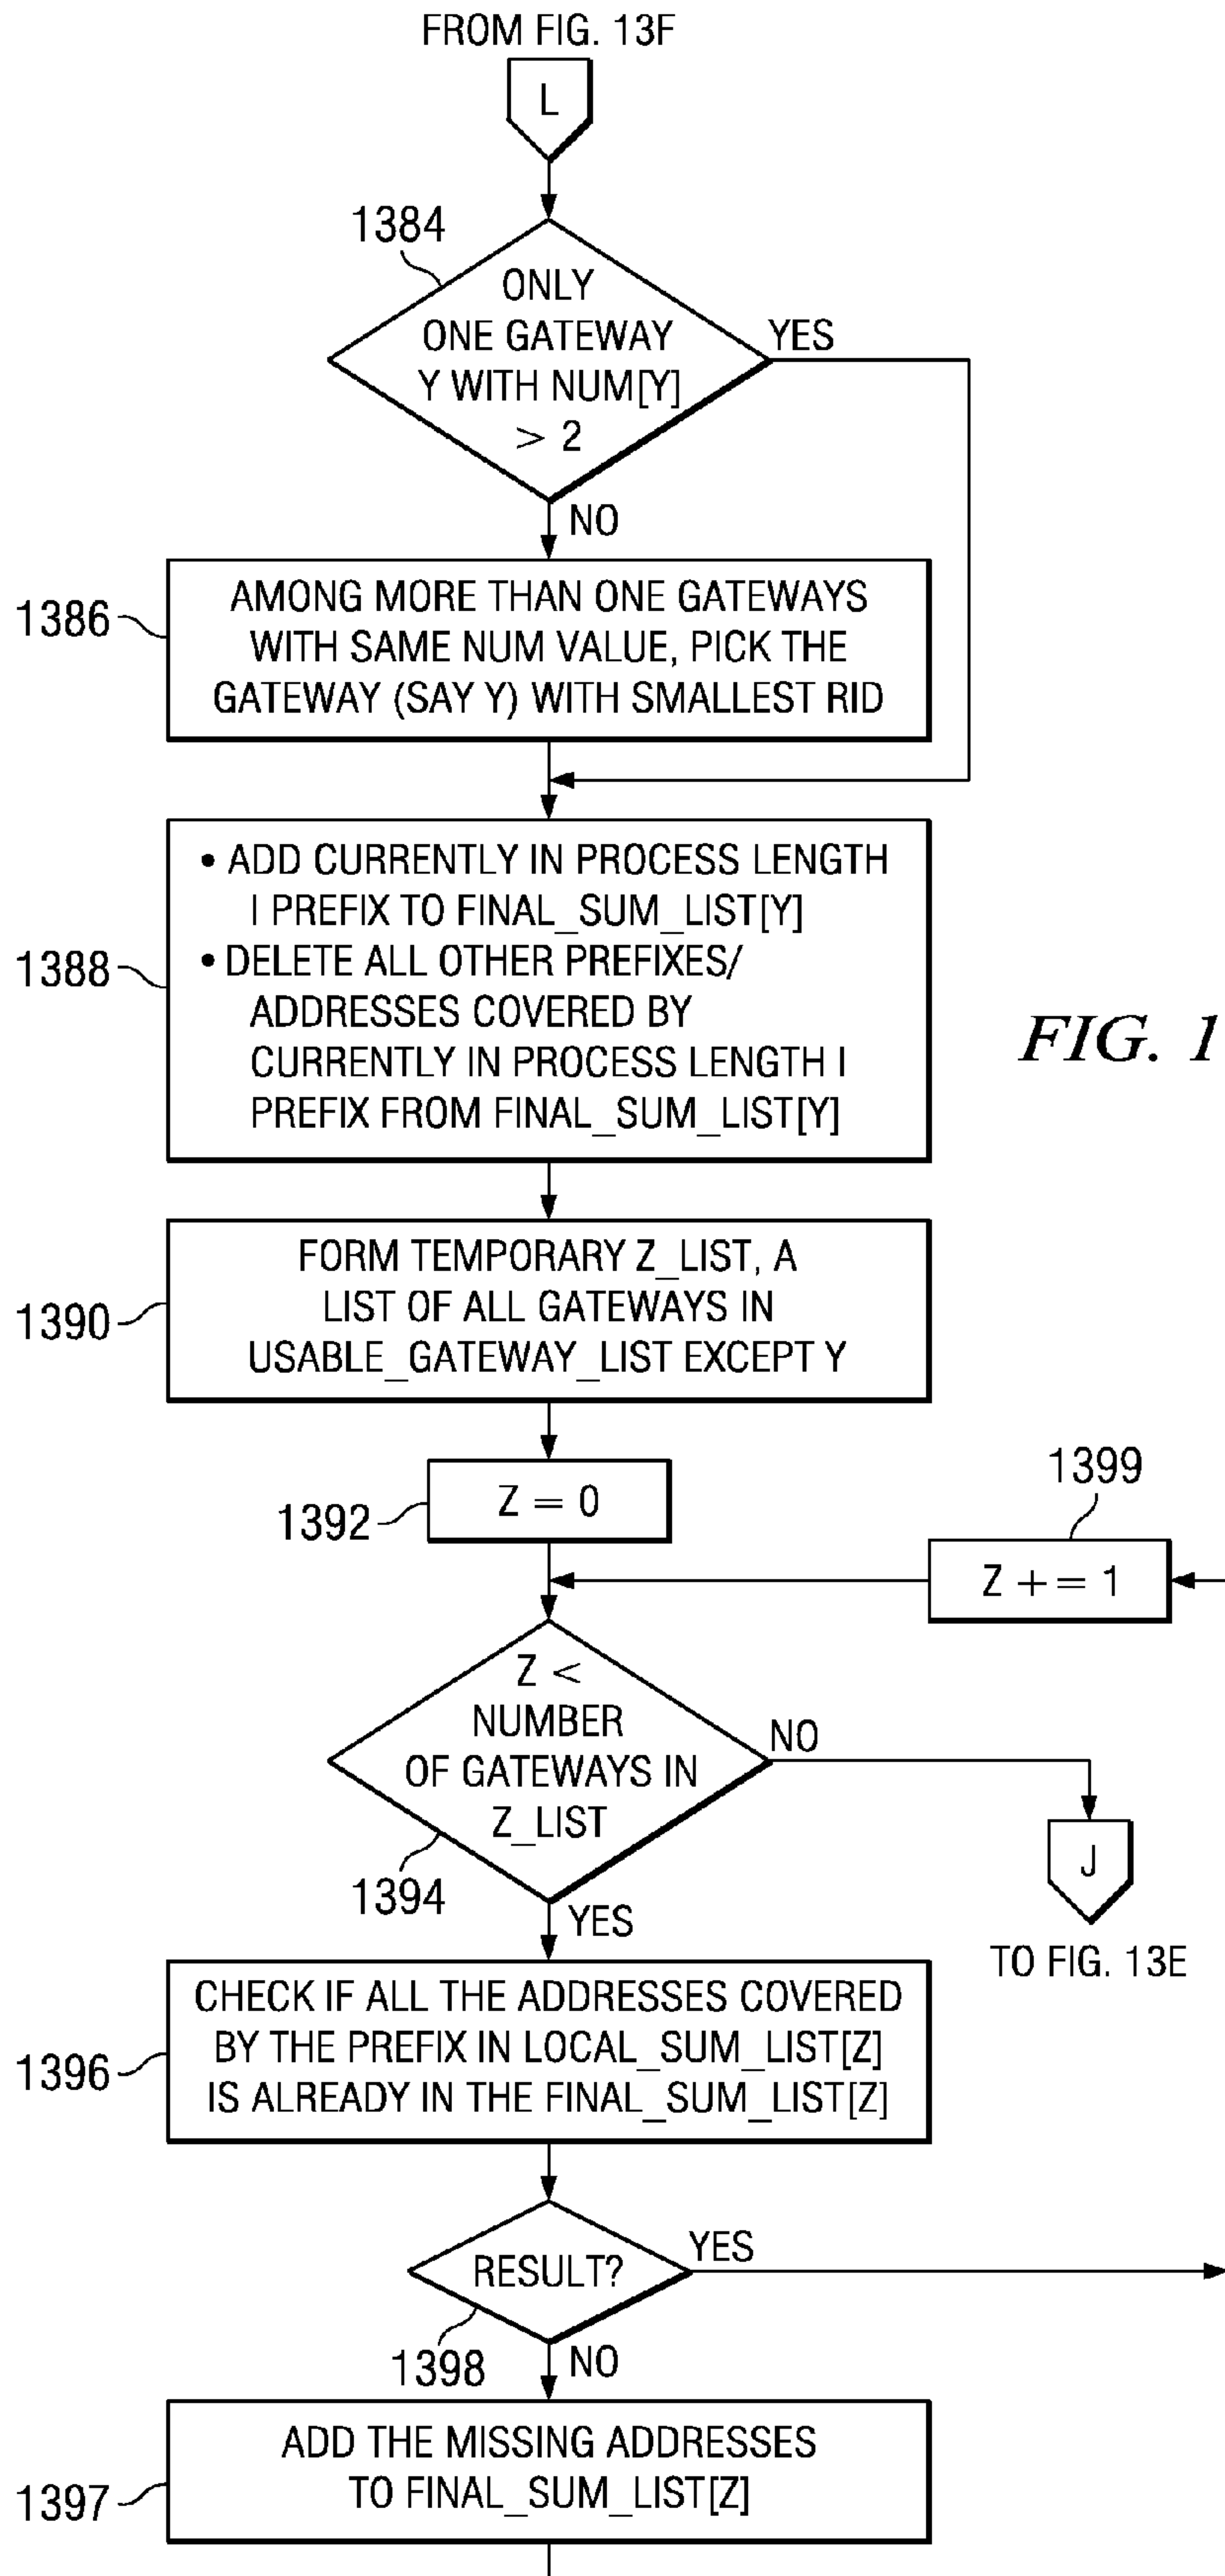 FROM FIG. 13F
L
1384
ONLY
ONE GATEWAY
Y WITH NUM[Y]
> 2
YES
NO
1386
AMONG MORE THAN ONE GATEWAYS
WITH SAME NUM VALUE, PICK THE
GATEWAY (SAY Y) WITH SMALLEST RID
1388
• ADD CURRENTLY IN PROCESS LENGTH
I PREFIX TO FINAL_SUM_LIST[Y]
• DELETE ALL OTHER PREFIXES/
ADDRESSES COVERED BY
CURRENTLY IN PROCESS LENGTH I
PREFIX FROM FINAL_SUM_LIST[Y]
FIG. 1
1390
FORM TEMPORARY Z_LIST, A
LIST OF ALL GATEWAYS IN
USABLE_GATEWAY_LIST EXCEPT Y
1392
Z = 0
1399
Z += 1
Z <
NUMBER
OF GATEWAYS IN
Z_LIST
NO
1394
YES
J
TO FIG. 13E
1396
CHECK IF ALL THE ADDRESSES COVERED
BY THE PREFIX IN LOCAL_SUM_LIST[Z]
IS ALREADY IN THE FINAL_SUM_LIST[Z]
RESULT?
YES
1398
NO
1397
ADD THE MISSING ADDRESSES
TO FINAL_SUM_LIST[Z]